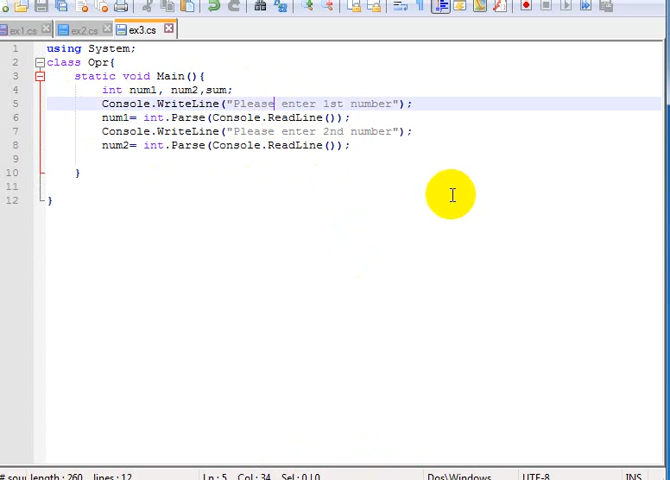 ex1.cs ex2.cs ex3.cs
1 using System;
2 class Opr{
3 static void Main(){
4 int num1, num2,sum;
5 Console.WriteLine("Please enter 1st number");
6 num1= int.Parse(Console.ReadLine());
7 Console.WriteLine("Please enter 2nd number");
8 num2= int.Parse(Console.ReadLine());
9
10 }
11
12 }
length : 260 lines : 12 Ln : 5 Col : 34 Sel : 0 | 0 Dos\Windows UTF-8 INS